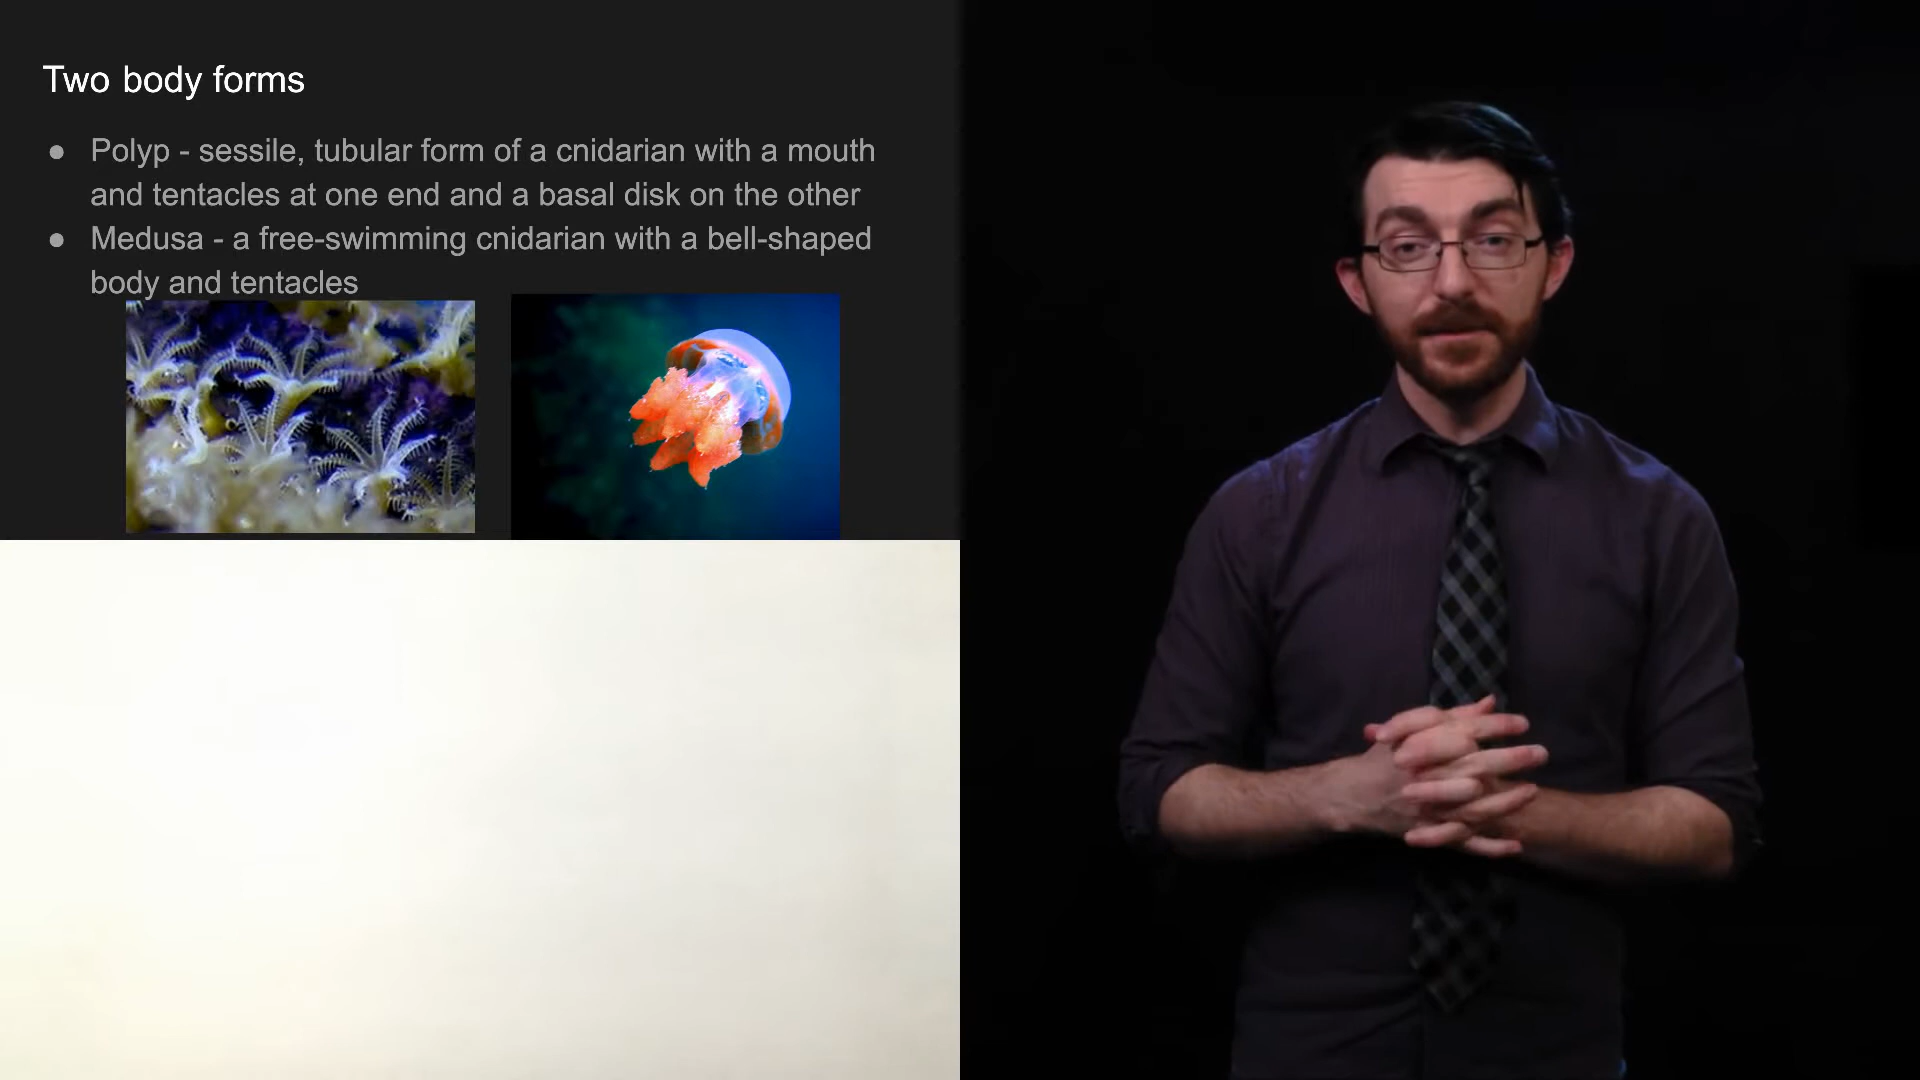 Two body forms
● Polyp - sessile, tubular form of a cnidarian with a mouth
and tentacles at one end and a basal disk on the other
● Medusa - a free-swimming cnidarian with a bell-shaped
body and tentacles